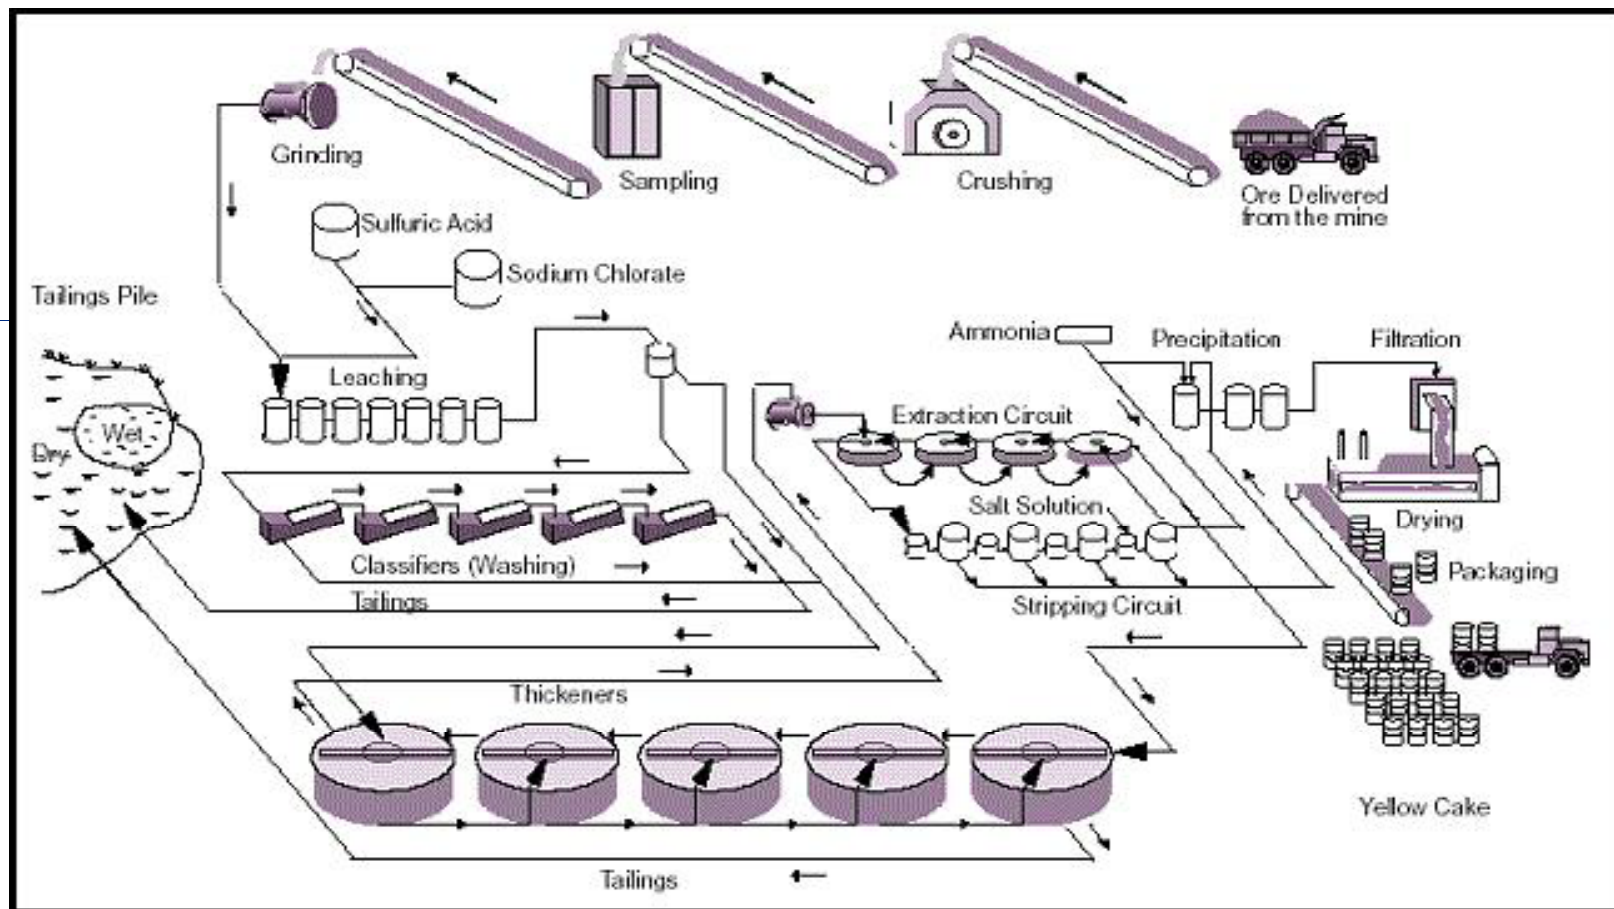 Grinding
Sampling
Crushing
Ore Delivered
from the mine
Sulfuric Acid
Sodium Chlorate
Tailings Pile
Ammonia
Precipitation
Filtration
Leaching
Extraction Circuit
Wet
Dry
Salt Solution
Drying
Classifiers (Washing)
Packaging
Tailings
Stripping Circuit
Thickeners
Yellow Cake
Tailings